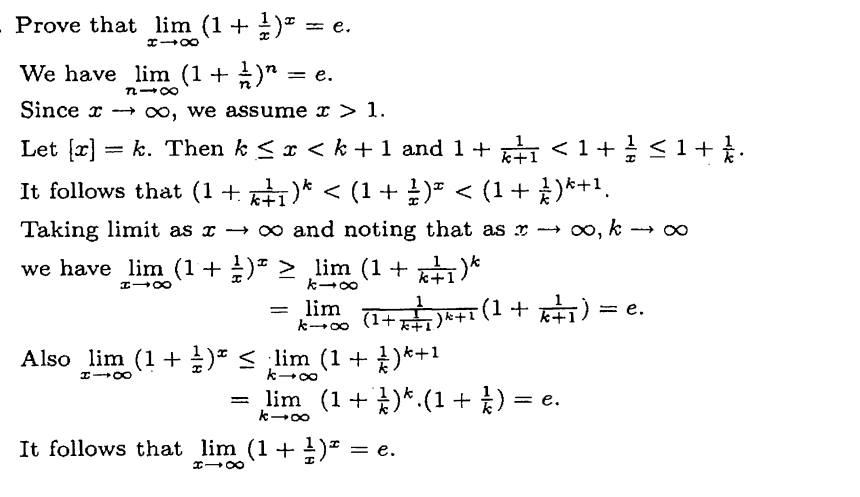 . Prove that lim_{x→∞} (1 + 1/x)^x = e.
We have lim_{n→∞} (1 + 1/n)^n = e.
Since x → ∞, we assume x > 1.
Let [x] = k. Then k ≤ x < k + 1 and 1 + 1/(k+1) < 1 + 1/x ≤ 1 + 1/k.
It follows that (1 + 1/(k+1))^k < (1 + 1/x)^x < (1 + 1/k)^{k+1}.
Taking limit as x → ∞ and noting that as x → ∞, k → ∞
we have lim_{x→∞} (1 + 1/x)^x ≥ lim_{k→∞} (1 + 1/(k+1))^k
= lim_{k→∞} 1/((1 + 1/(k+1))^{k+1}) (1 + 1/(k+1)) = e.
Also lim_{x→∞} (1 + 1/x)^x ≤ lim_{k→∞} (1 + 1/k)^{k+1}
= lim_{k→∞} (1 + 1/k)^k.(1 + 1/k) = e.
It follows that lim_{x→∞} (1 + 1/x)^x = e.